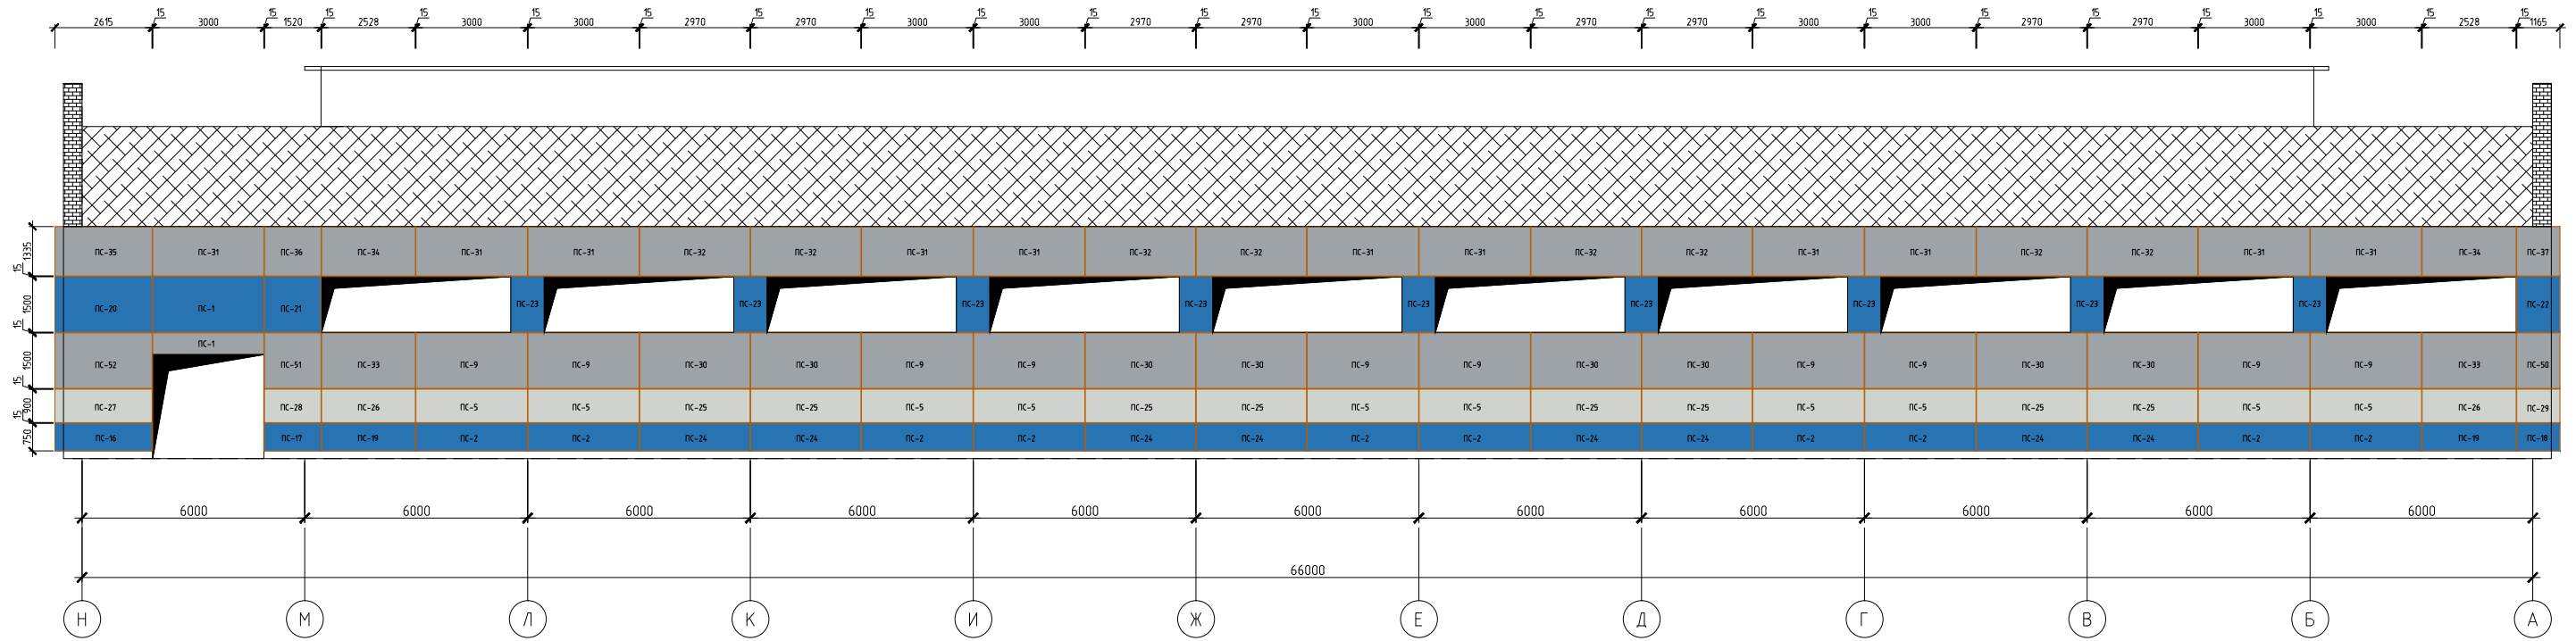 15 15 15 15 15 15 15 15 15 15 15 15 15 15 15 15 15 15 15 15 15 15
2615 3000 1520 2528 3000 3000 2970 2970 3000 3000 2970 2970 3000 3000 2970 2970 3000 3000 2970 2970 3000 3000 2528 1165
1335 ПС-35 ПС-31 ПС-36 ПС-34 ПС-31 ПС-31 ПС-32 ПС-32 ПС-31 ПС-31 ПС-32 ПС-32 ПС-31 ПС-31 ПС-32 ПС-32 ПС-31 ПС-31 ПС-32 ПС-32 ПС-31 ПС-31 ПС-34 ПС-37
15
1500 ПС-20 ПС-1 ПС-21 ПС-23 ПС-23 ПС-23 ПС-23 ПС-23 ПС-23 ПС-23 ПС-23 ПС-23 ПС-22
15
ПС-1
1500 ПС-52 ПС-51 ПС-33 ПС-9 ПС-9 ПС-30 ПС-30 ПС-9 ПС-9 ПС-30 ПС-30 ПС-9 ПС-9 ПС-30 ПС-30 ПС-9 ПС-9 ПС-30 ПС-30 ПС-9 ПС-9 ПС-33 ПС-50
15
900 ПС-27 ПС-28 ПС-26 ПС-5 ПС-5 ПС-25 ПС-25 ПС-5 ПС-5 ПС-25 ПС-25 ПС-5 ПС-5 ПС-25 ПС-25 ПС-5 ПС-5 ПС-25 ПС-25 ПС-5 ПС-5 ПС-26 ПС-29
15
750 ПС-16 ПС-17 ПС-19 ПС-2 ПС-2 ПС-24 ПС-24 ПС-2 ПС-2 ПС-24 ПС-24 ПС-2 ПС-2 ПС-24 ПС-24 ПС-2 ПС-2 ПС-24 ПС-24 ПС-2 ПС-2 ПС-19 ПС-18
6000 6000 6000 6000 6000 6000 6000 6000 6000 6000 6000
66000
Н М Л К И Ж Е Д Г В Б А